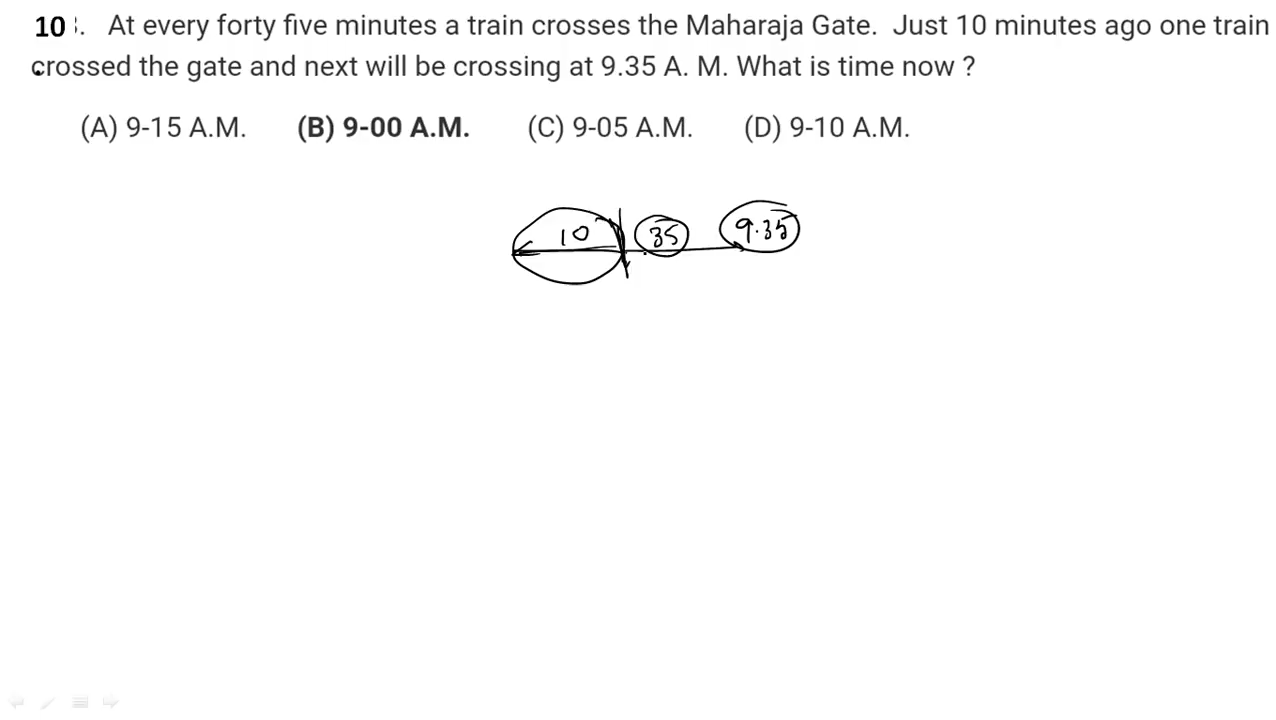 10 . At every forty five minutes a train crosses the Maharaja Gate. Just 10 minutes ago one train
crossed the gate and next will be crossing at 9.35 A. M. What is time now ?
(A) 9-15 A.M. (B) 9-00 A.M. (C) 9-05 A.M. (D) 9-10 A.M.
10 35 9.35